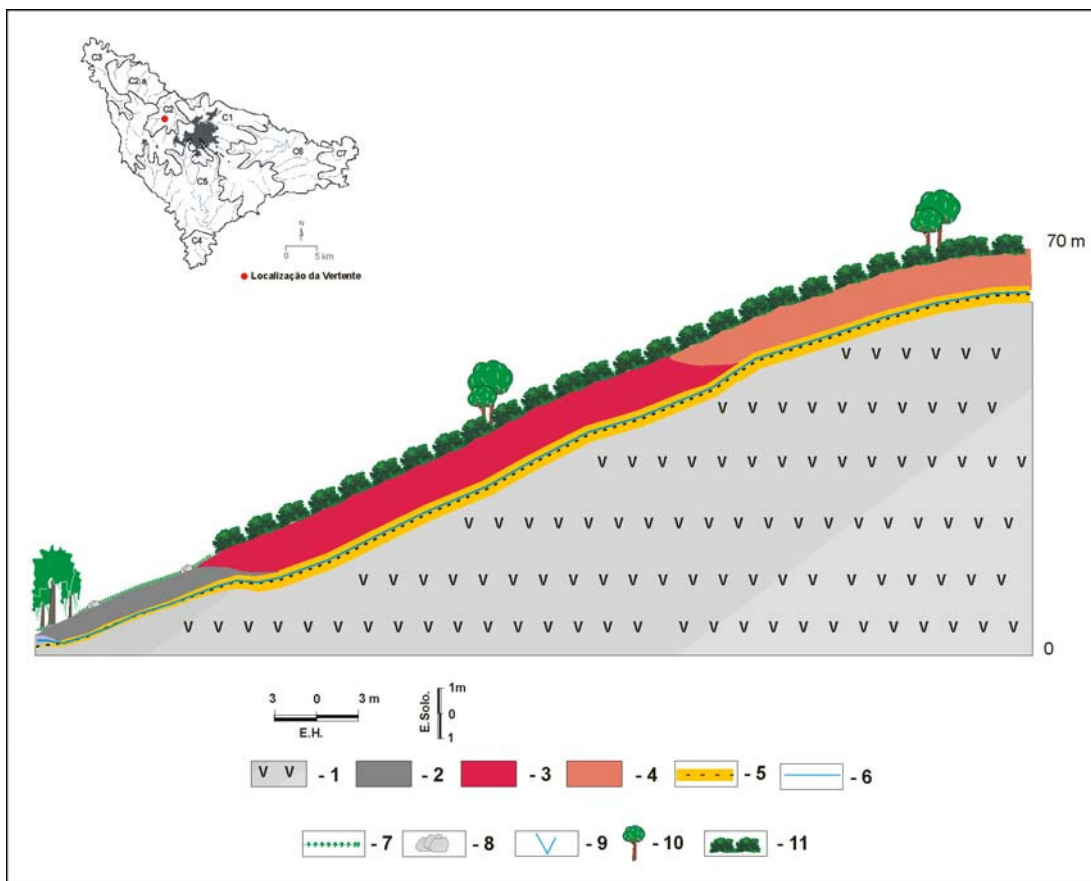 C3
C2 a
C2
C1
C6
C7
C5
C4
N
0 5 km
Localização da Vertente
70 m
V V V V V V
V V V V V V V V V V
V V V V V V V V V V V V V V V
V V V V V V V V V V V V V V V V V V V
V V V V V V V V V V V V V V V V V V V V V V
V V V V V V V V V V V V V V V V V V V V V V V V V V V V
0
3 0 3 m
E.H.
E.Solo.
1m
0
1
V V - 1
- 2
- 3
- 4
- 5
- 6
- 7
- 8
- 9
- 10
- 11